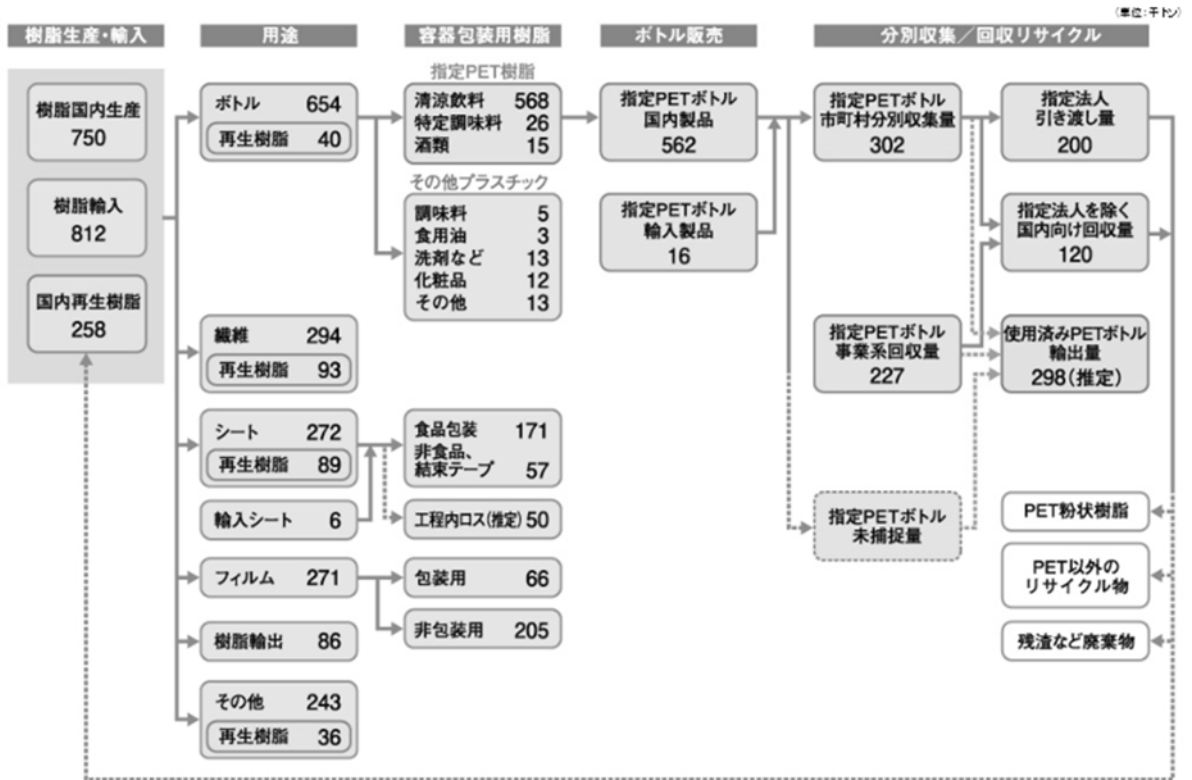 (単位:千トン)
樹脂生産・輸入
用途
容器包装用樹脂
ボトル販売
分別収集／回収リサイクル
樹脂国内生産
750
樹脂輸入
812
国内再生樹脂
258
ボトル 654
再生樹脂 40
繊維 294
再生樹脂 93
シート 272
再生樹脂 89
輸入シート 6
フィルム 271
樹脂輸出 86
その他 243
再生樹脂 36
指定PET樹脂
清涼飲料 568
特定調味料 26
酒類 15
その他プラスチック
調味料 5
食用油 3
洗剤など 13
化粧品 12
その他 13
食品包装 171
非食品、
結束テープ 57
工程内ロス(推定) 50
包装用 66
非包装用 205
指定PETボトル
国内製品
562
指定PETボトル
輸入製品
16
指定PETボトル
市町村分別収集量
302
指定PETボトル
事業系回収量
227
指定PETボトル
未捕捉量
指定法人
引き渡し量
200
指定法人を除く
国内向け回収量
120
使用済みPETボトル
輸出量
298(推定)
PET粉状樹脂
PET以外の
リサイクル物
残渣など廃棄物